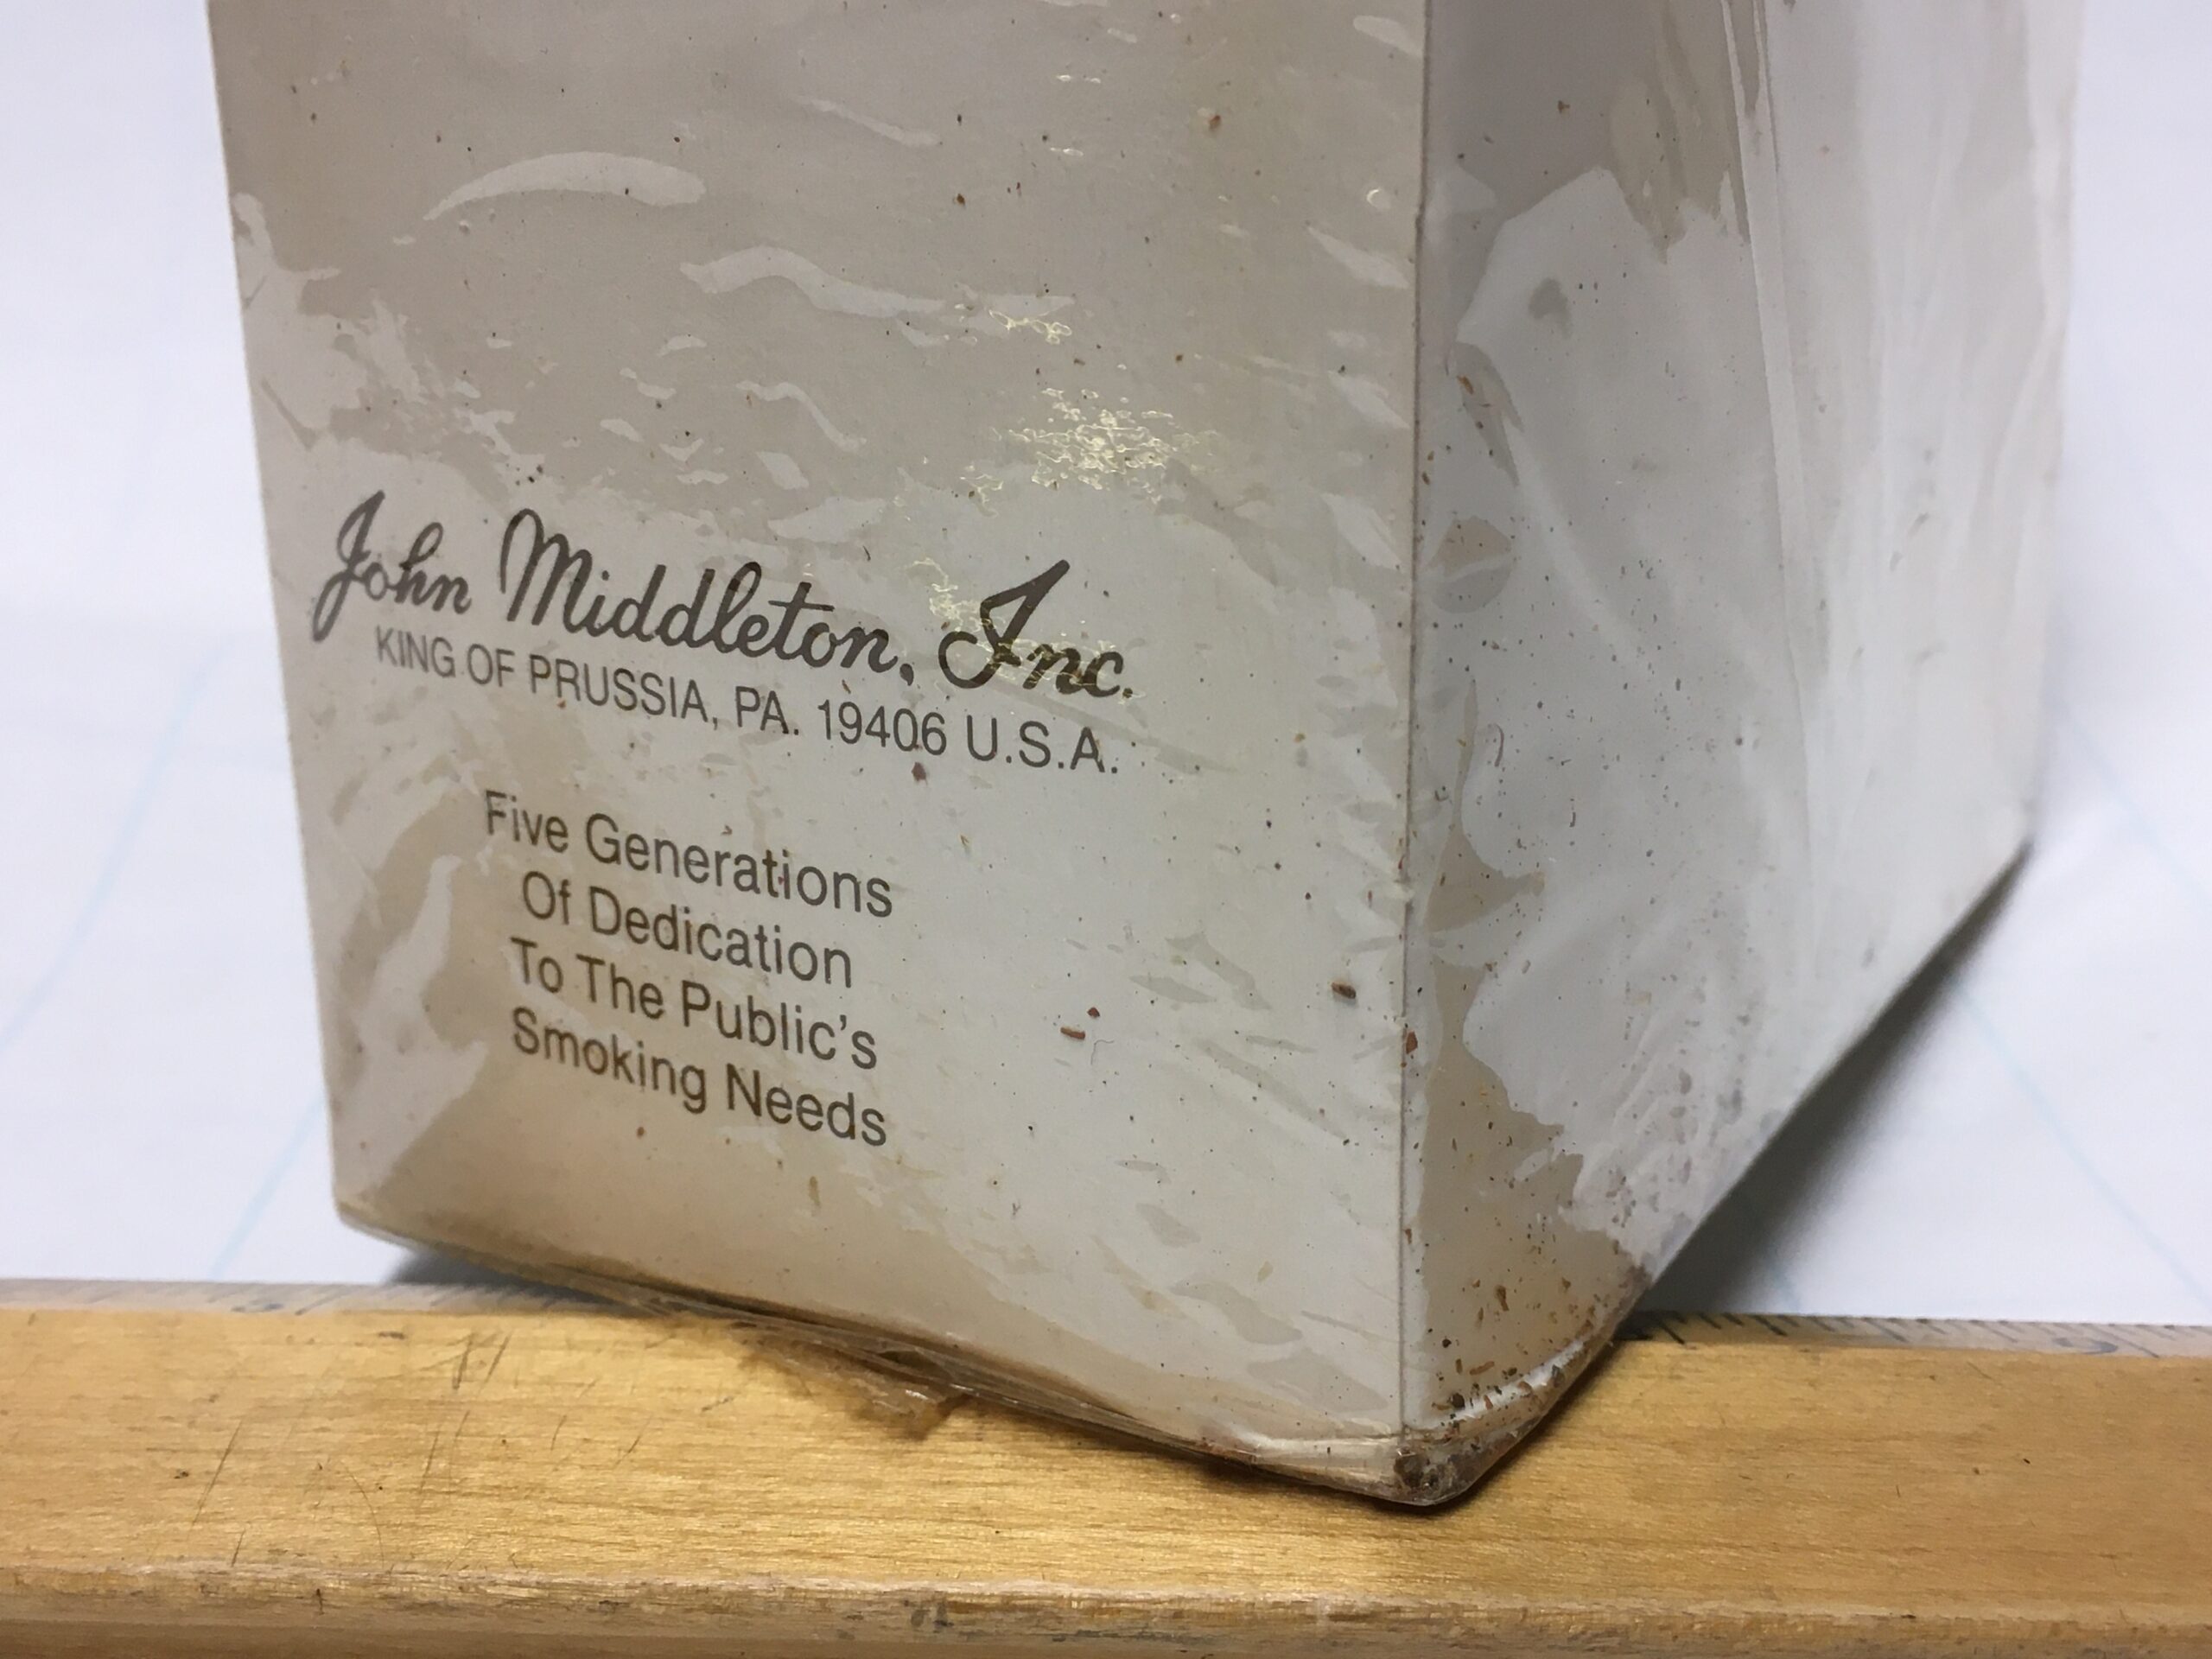 John Middleton, Inc.
KING OF PRUSSIA, PA. 19406 U.S.A.
Five Generations
Of Dedication
To The Public's
Smoking Needs